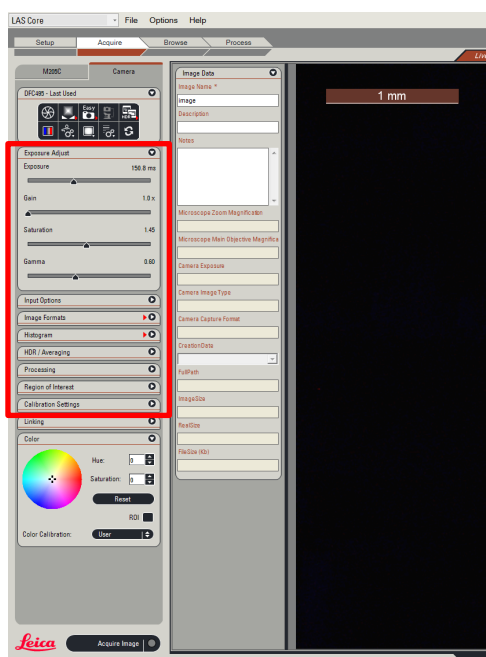 LAS Core File Options Help
Setup Acquire Browse Process
Live
M205C Camera
DFC495 - Last Used
Easy
HDR
Exposure Adjust
Exposure 150.8 ms
Gain 1.0 x
Saturation 1.45
Gamma 0.60
Input Options
Image Formats
Histogram
HDR / Averaging
Processing
Region of Interest
Calibration Settings
Linking
Color
Hue: 0
Saturation: 0
Reset
ROI
Color Calibration: User
Leica Acquire Image
Image Data
Image Name *
image
Description
Notes
Microscope Zoom Magnification
Microscope Main Objective Magnifica
Camera Exposure
Camera Image Type
Camera Capture Format
CreationDate
FullPath
ImageSize
RealSize
FileSize (Kb)
1 mm